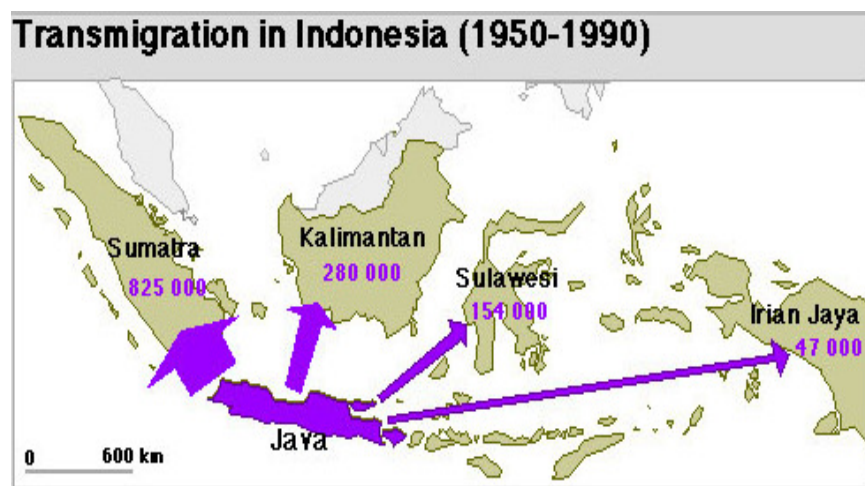 Transmigration in Indonesia (1950-1990)
Sumatra
825 000
Kalimantan
280 000
Sulawesi
154 000
Irian Jaya
47 000
Java
0 600 km